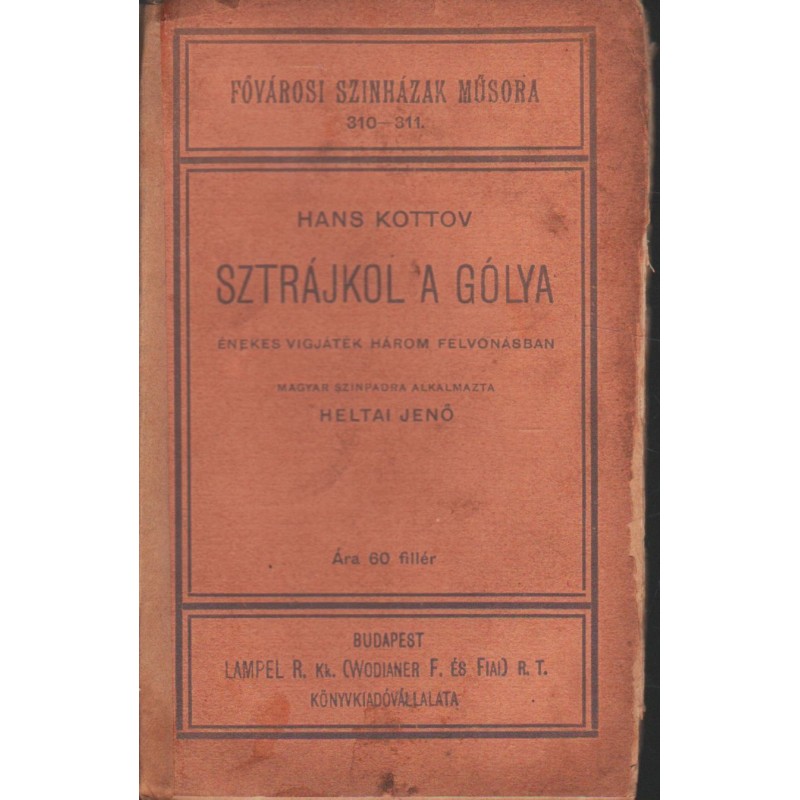 FŐVÁROSI SZINHÁZAK MŰSORA
310—311.
HANS KOTTOV
SZTRÁJKOL A GÓLYA
ÉNEKES VIGJÁTÉK HÁROM FELVONÁSBAN
MAGYAR SZINPADRA ALKALMAZTA
HELTAI JENŐ
Ára 60 fillér
BUDAPEST
LAMPEL R. KK. (WODIANER F. ÉS FIAI) R. T.
KÖNYVKIADÓVÁLLALATA